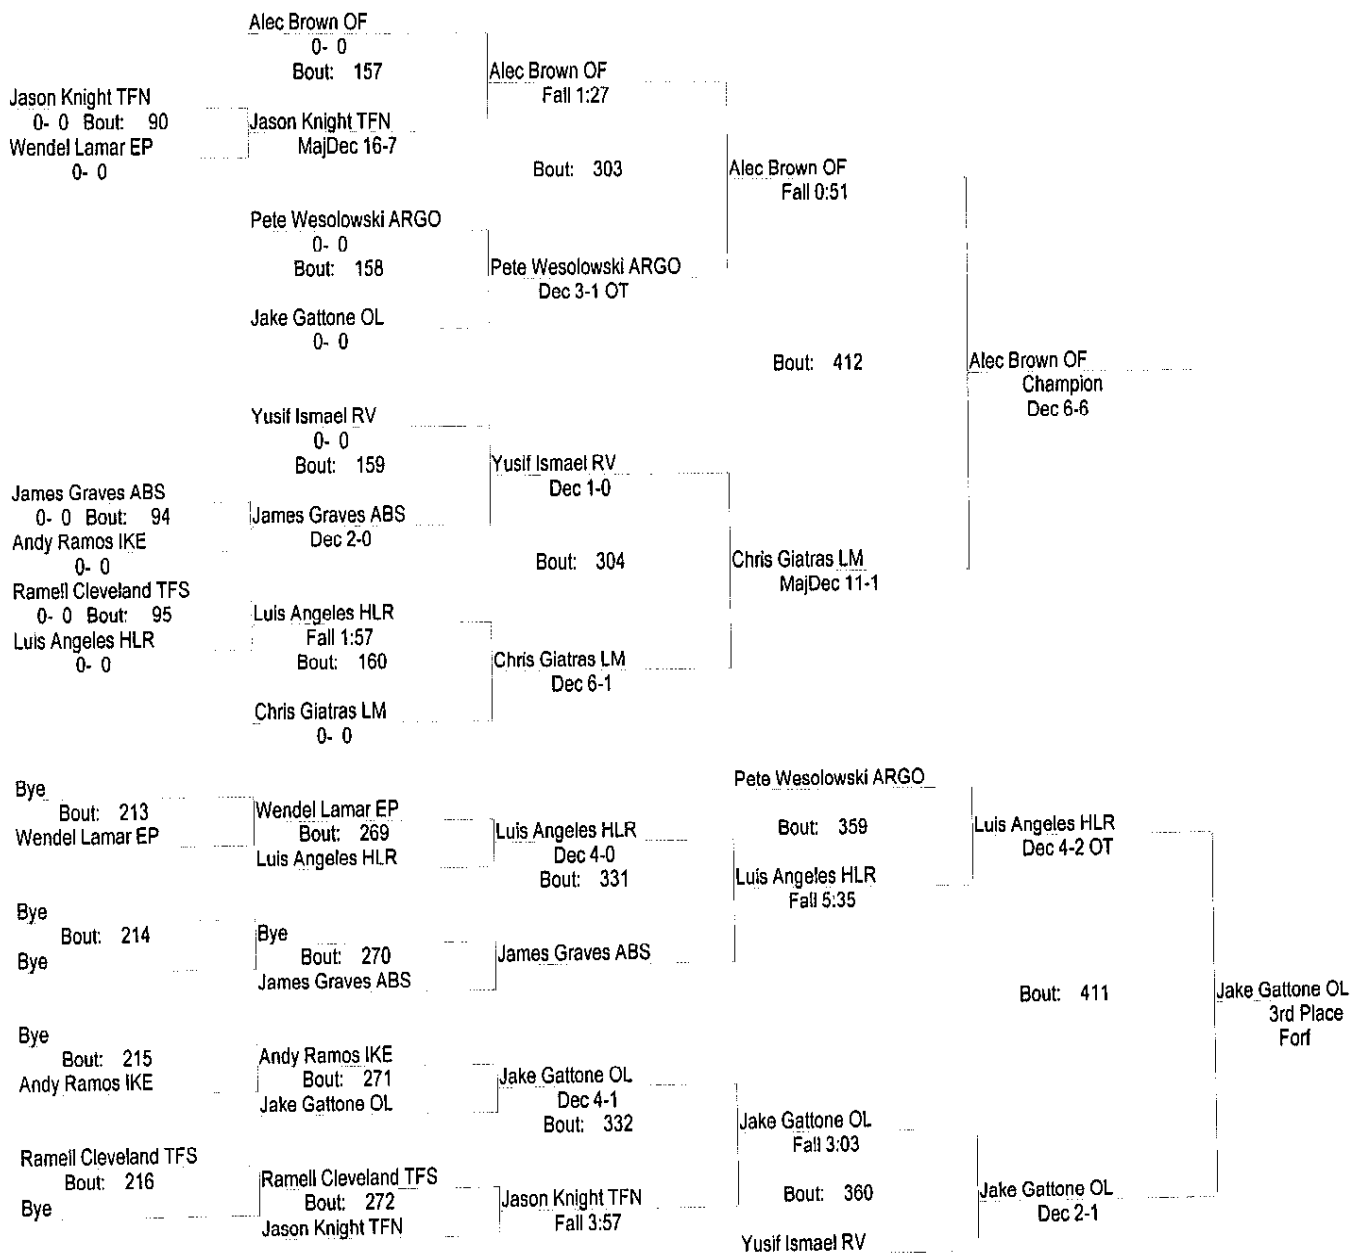 Alec Brown OF
0- 0
Bout: 157
Jason Knight TFN
0- 0 Bout: 90
Wendel Lamar EP
0- 0
Jason Knight TFN
MajDec 16-7
Alec Brown OF
Fall 1:27
Bout: 303
Pete Wesolowski ARGO
0- 0
Bout: 158
Jake Gattone OL
0- 0
Pete Wesolowski ARGO
Dec 3-1 OT
Alec Brown OF
Fall 0:51
Bout: 412
Alec Brown OF
Champion
Dec 6-6
Yusif Ismael RV
0- 0
Bout: 159
James Graves ABS
0- 0 Bout: 94
Andy Ramos IKE
0- 0
James Graves ABS
Dec 2-0
Yusif Ismael RV
Dec 1-0
Bout: 304
Ramell Cleveland TFS
0- 0 Bout: 95
Luis Angeles HLR
0- 0
Luis Angeles HLR
Fall 1:57
Bout: 160
Chris Giatras LM
0- 0
Chris Giatras LM
Dec 6-1
Chris Giatras LM
MajDec 11-1
Bye
Bout: 213
Wendel Lamar EP
Wendel Lamar EP
Bout: 269
Luis Angeles HLR
Luis Angeles HLR
Dec 4-0
Bout: 331
Bye
Bout: 214
Bye
Bye
Bout: 270
James Graves ABS
James Graves ABS
Pete Wesolowski ARGO
Bout: 359
Luis Angeles HLR
Fall 5:35
Luis Angeles HLR
Dec 4-2 OT
Bout: 411
Jake Gattone OL
3rd Place
Forf
Bye
Bout: 215
Andy Ramos IKE
Andy Ramos IKE
Bout: 271
Jake Gattone OL
Jake Gattone OL
Dec 4-1
Bout: 332
Ramell Cleveland TFS
Bout: 216
Bye
Ramell Cleveland TFS
Bout: 272
Jason Knight TFN
Jason Knight TFN
Fall 3:57
Jake Gattone OL
Fall 3:03
Bout: 360
Yusif Ismael RV
Jake Gattone OL
Dec 2-1